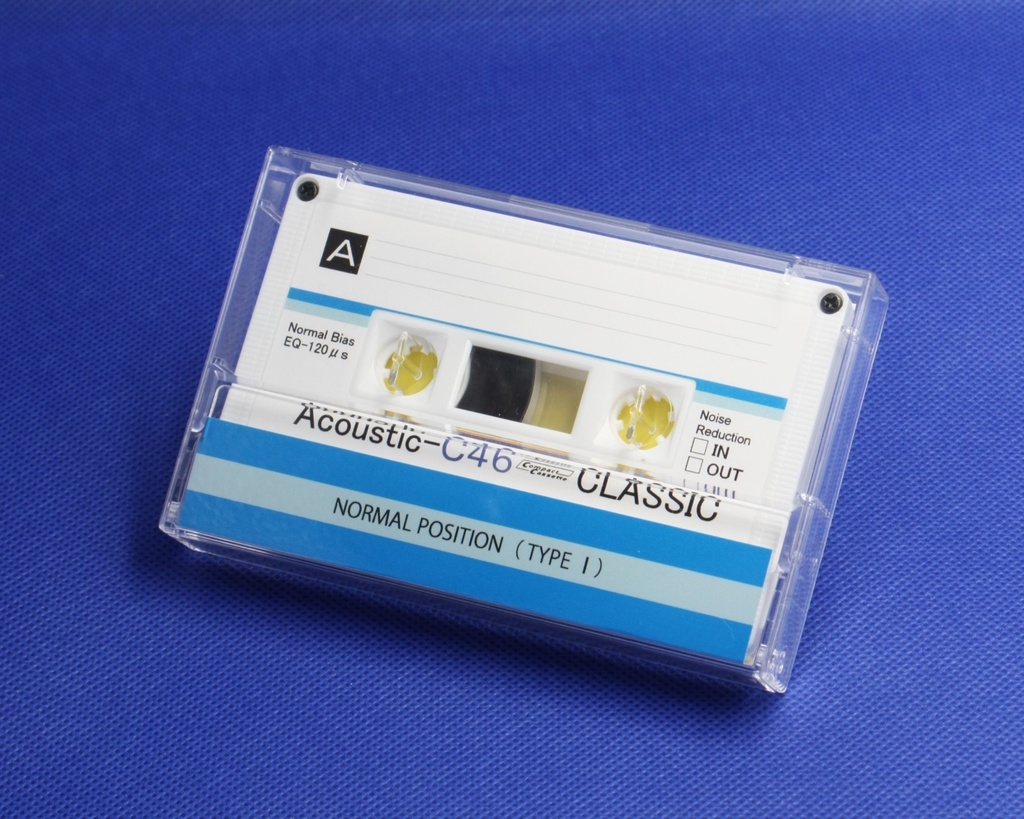 A
Normal Bias
EQ-120μs
Noise
Reduction
IN
OUT
Acoustic-C46 Compact Cassette CLASSIC
NORMAL POSITION (TYPE I)